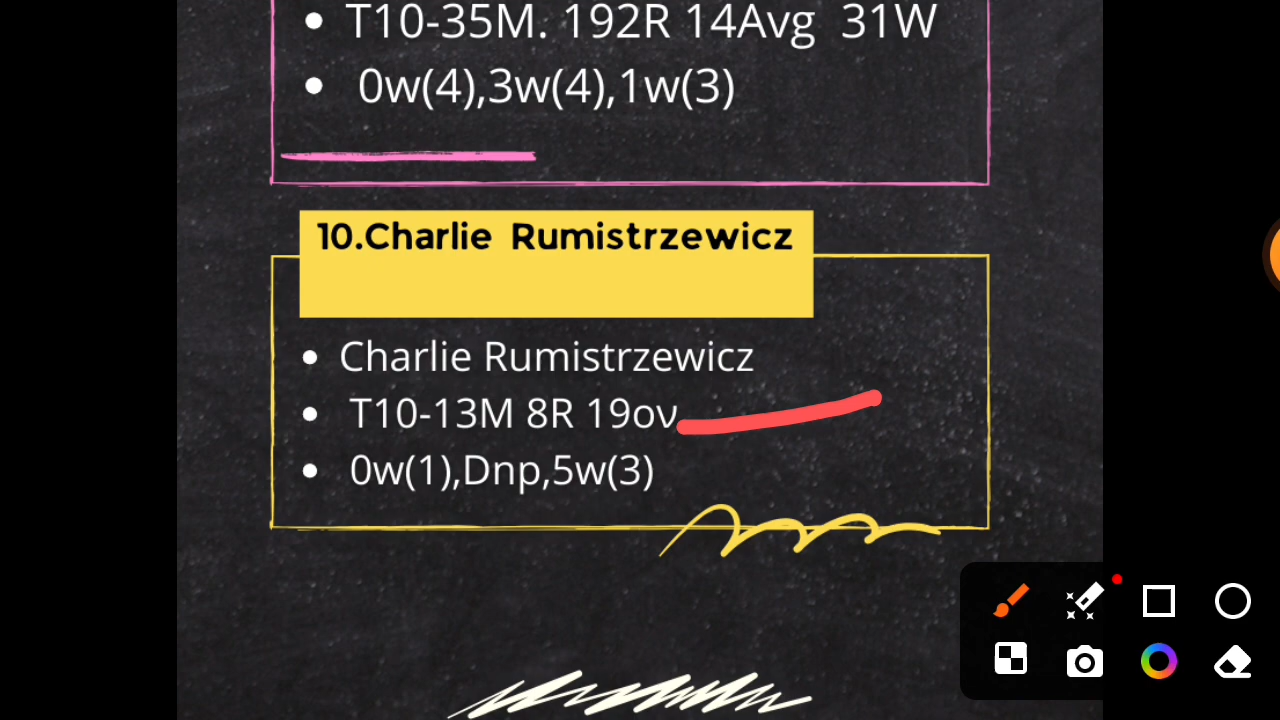 T10-35M. 192R 14Avg  31W
0w(4),3w(4),1w(3)
10.Charlie Rumistrzewicz
Charlie Rumistrzewicz
T10-13M 8R 19ov
0w(1),Dnp,5w(3)